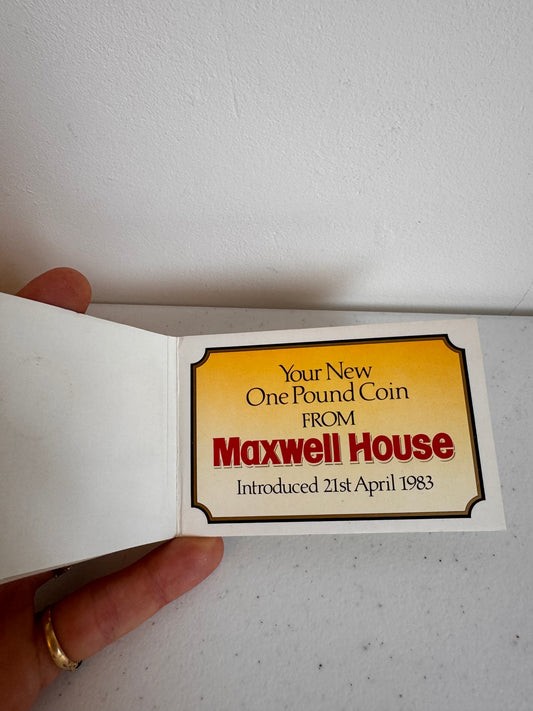 Your New
One Pound Coin
FROM
Maxwell House
Introduced 21st April 1983